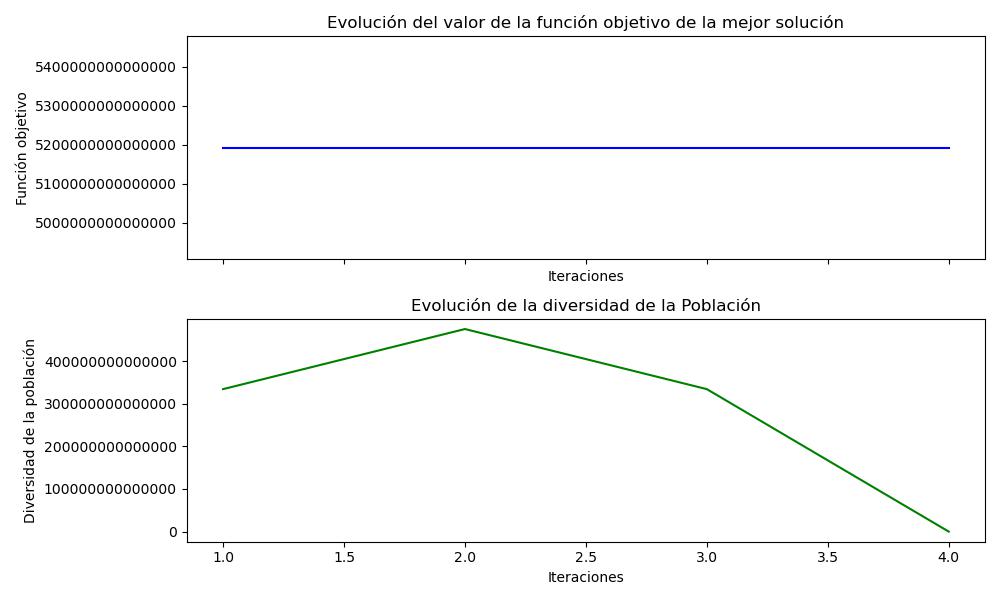 Evolución del valor de la función objetivo de la mejor solución
Función objetivo
5400000000000000
5300000000000000
5200000000000000
5100000000000000
5000000000000000
Iteraciones
Evolución de la diversidad de la Población
Diversidad de la población
400000000000000
300000000000000
200000000000000
100000000000000
0
1.0 1.5 2.0 2.5 3.0 3.5 4.0
Iteraciones